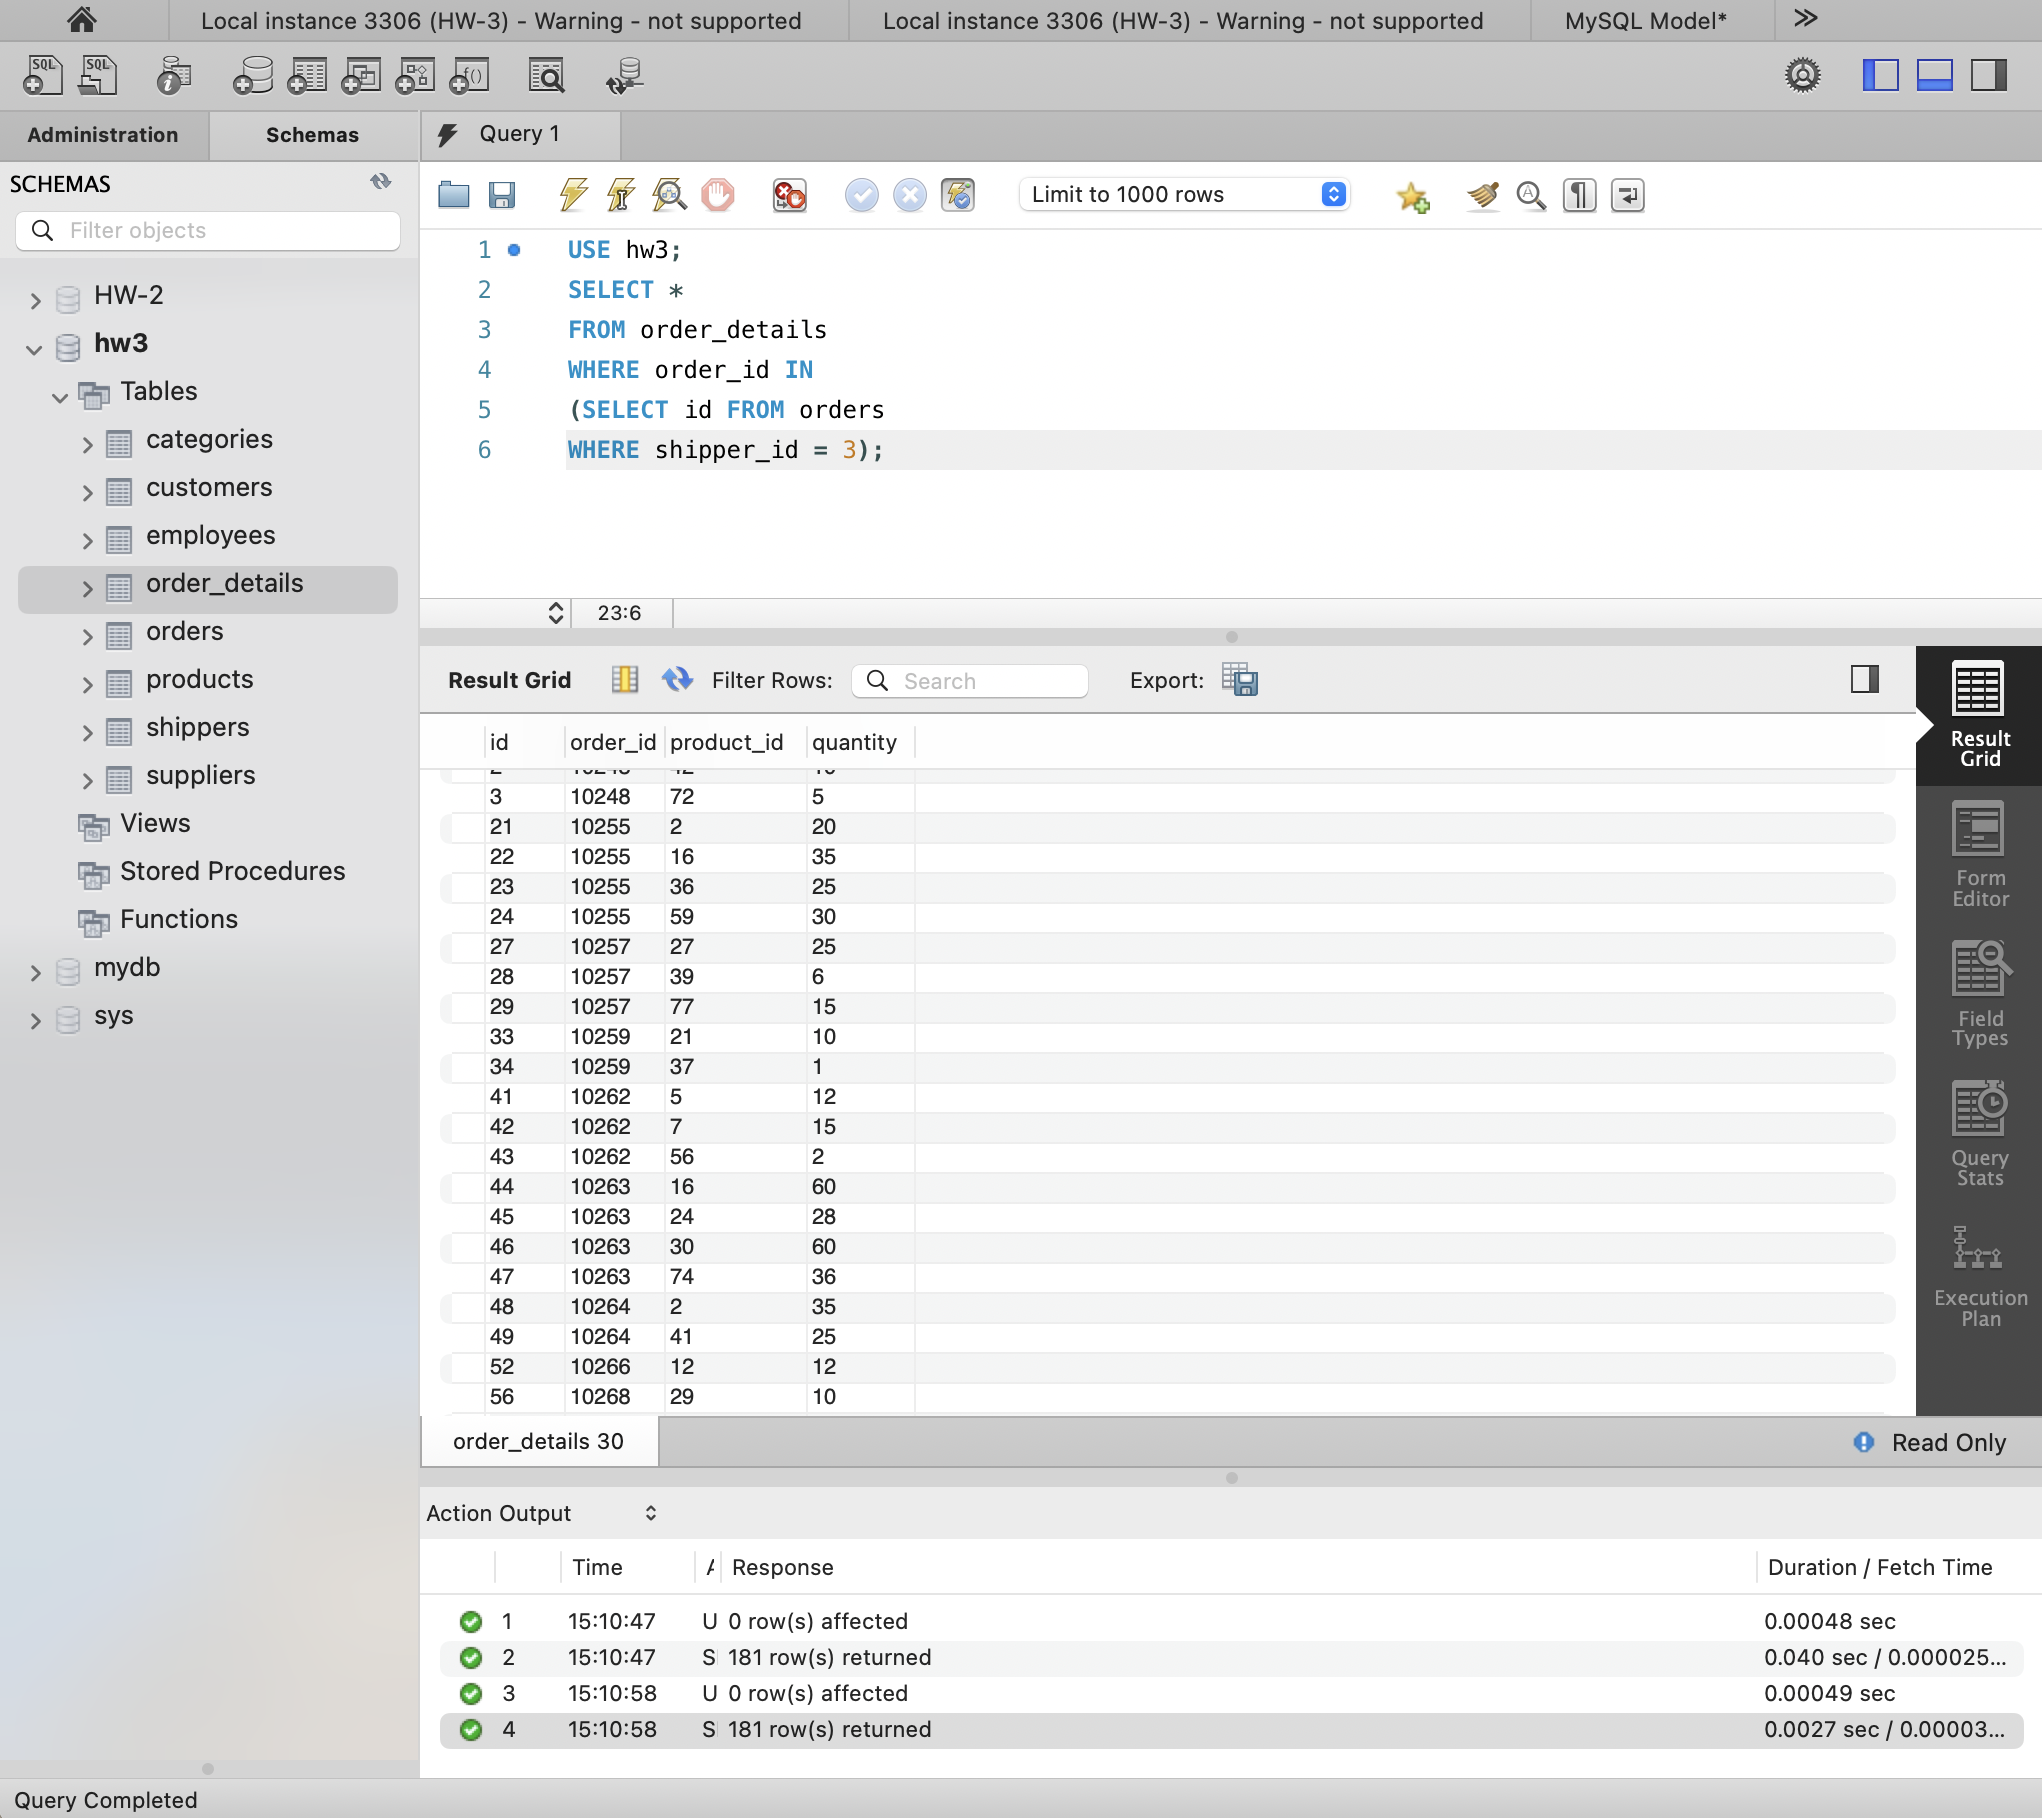 Local instance 3306 (HW-3) - Warning - not supported
Local instance 3306 (HW-3) - Warning - not supported
MySQL Model*
Administration
Schemas
Query 1
SCHEMAS
Filter objects
HW-2
hw3
Tables
categories
customers
employees
order_details
orders
products
shippers
suppliers
Views
Stored Procedures
Functions
mydb
sys
Limit to 1000 rows
1 USE hw3;
2 SELECT *
3 FROM order_details
4 WHERE order_id IN
5 (SELECT id FROM orders
6 WHERE shipper_id = 3);
23:6
Result Grid Filter Rows: Search Export:
id order_id product_id quantity
3 10248 72 5
21 10255 2 20
22 10255 16 35
23 10255 36 25
24 10255 59 30
27 10257 27 25
28 10257 39 6
29 10257 77 15
33 10259 21 10
34 10259 37 1
41 10262 5 12
42 10262 7 15
43 10262 56 2
44 10263 16 60
45 10263 24 28
46 10263 30 60
47 10263 74 36
48 10264 2 35
49 10264 41 25
52 10266 12 12
56 10268 29 10
Result
Grid
Form
Editor
Field
Types
Query
Stats
Execution
Plan
order_details 30
Read Only
Action Output
Time Response Duration / Fetch Time
1 15:10:47 U 0 row(s) affected 0.00048 sec
2 15:10:47 S 181 row(s) returned 0.040 sec / 0.000025...
3 15:10:58 U 0 row(s) affected 0.00049 sec
4 15:10:58 S 181 row(s) returned 0.0027 sec / 0.00003...
Query Completed